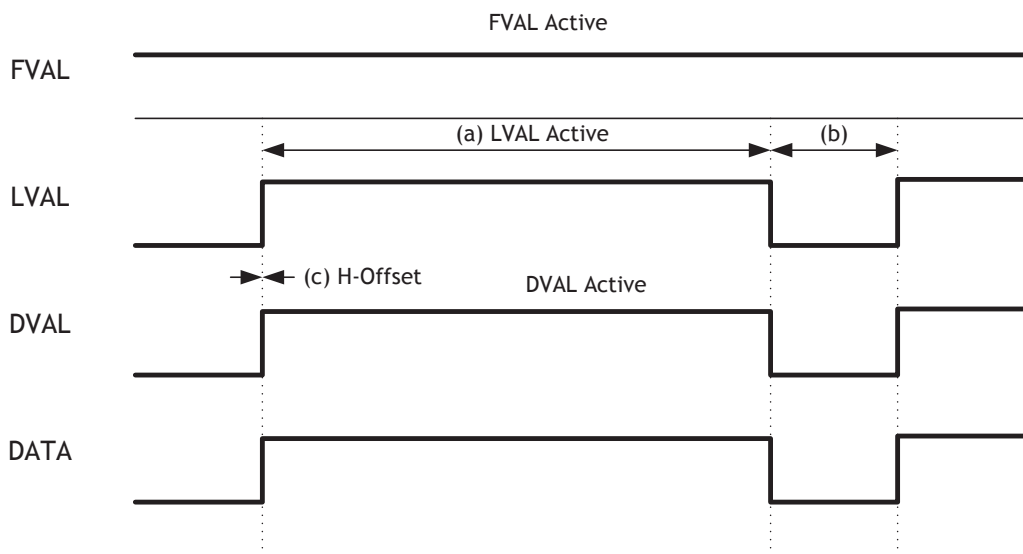 FVAL Active
FVAL
(a) LVAL Active
(b)
LVAL
(c) H-Offset
DVAL Active
DVAL
DATA